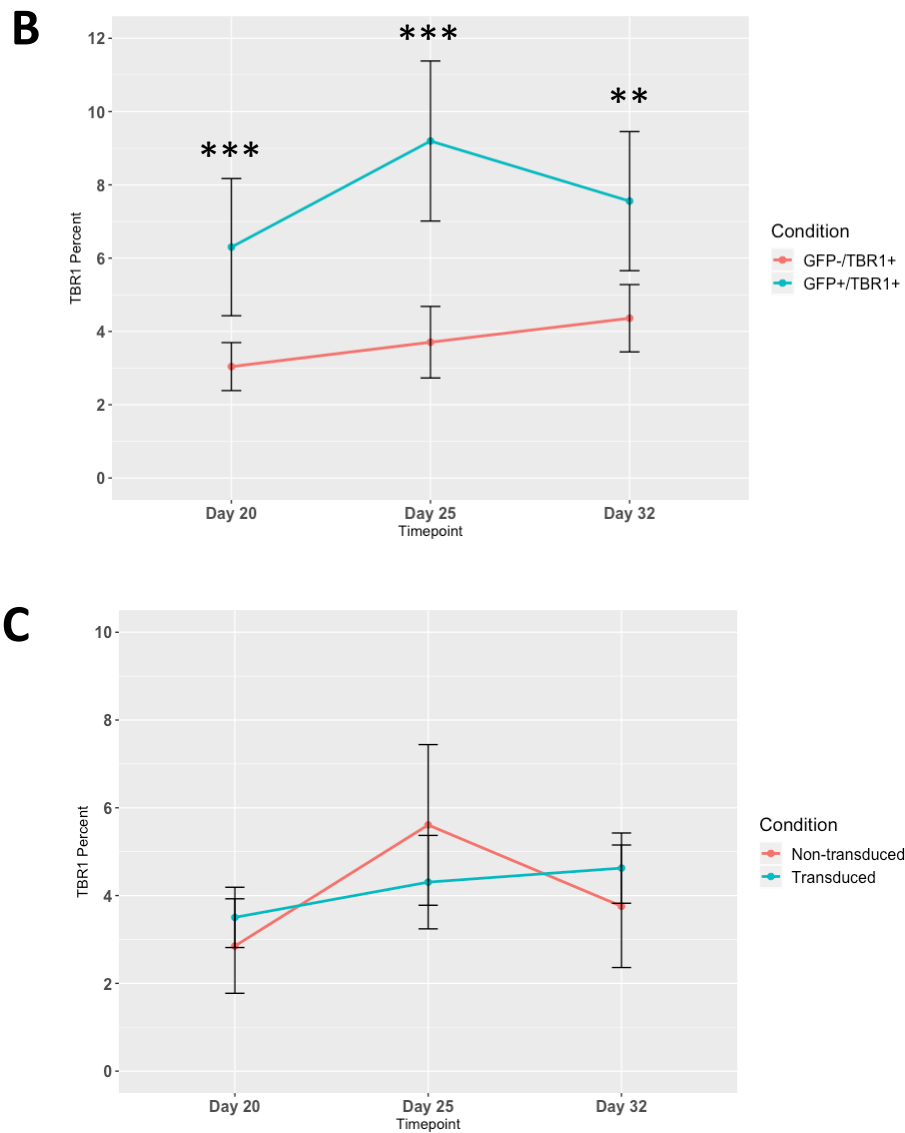 B
***
***
**
12
10
8
6
4
2
0
TBR1 Percent
Day 20
Day 25
Day 32
Timepoint
Condition
GFP-/TBR1+
GFP+/TBR1+
C
10
8
6
4
2
0
TBR1 Percent
Day 20
Day 25
Day 32
Timepoint
Condition
Non-transduced
Transduced